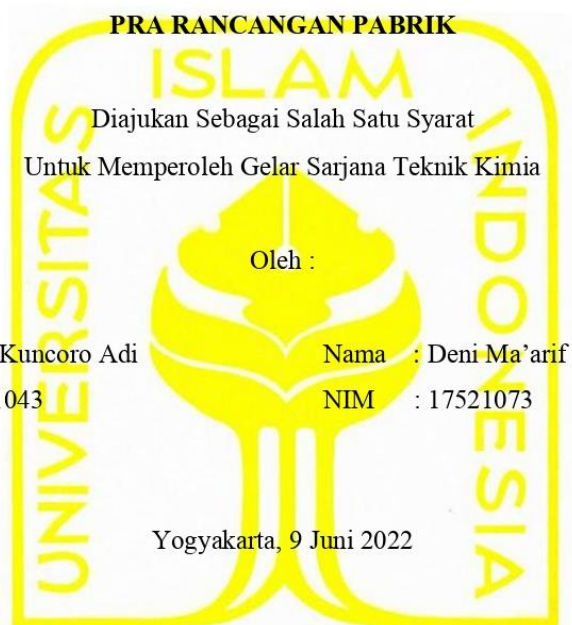 PRA RANCANGAN PABRIK
ISLAM
UNIVERSITAS
INDONESIA
Diajukan Sebagai Salah Satu Syarat
Untuk Memperoleh Gelar Sarjana Teknik Kimia
Oleh :
Kuncoro Adi Nama : Deni Ma’arif
043 NIM : 17521073
Yogyakarta, 9 Juni 2022